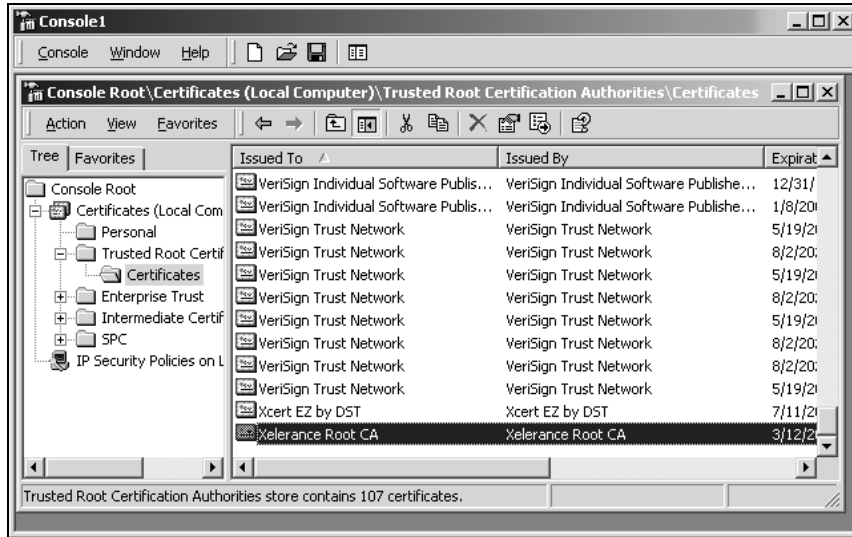 Console1
Console Window Help
Console Root\Certificates (Local Computer)\Trusted Root Certification Authorities\Certificates
Action View Favorites
Tree Favorites
Issued To Issued By Expirat
Console Root
Certificates (Local Com
Personal
Trusted Root Certif
Certificates
Enterprise Trust
Intermediate Certif
SPC
IP Security Policies on L
VeriSign Individual Software Publis... VeriSign Individual Software Publishe... 12/31/
VeriSign Individual Software Publis... VeriSign Individual Software Publishe... 1/8/20
VeriSign Trust Network VeriSign Trust Network 5/19/2
VeriSign Trust Network VeriSign Trust Network 8/2/20
VeriSign Trust Network VeriSign Trust Network 5/19/2
VeriSign Trust Network VeriSign Trust Network 8/2/20
VeriSign Trust Network VeriSign Trust Network 5/19/2
VeriSign Trust Network VeriSign Trust Network 8/2/20
VeriSign Trust Network VeriSign Trust Network 8/2/20
VeriSign Trust Network VeriSign Trust Network 5/19/2
Xcert EZ by DST Xcert EZ by DST 7/11/2
Xelerance Root CA Xelerance Root CA 3/12/2
Trusted Root Certification Authorities store contains 107 certificates.